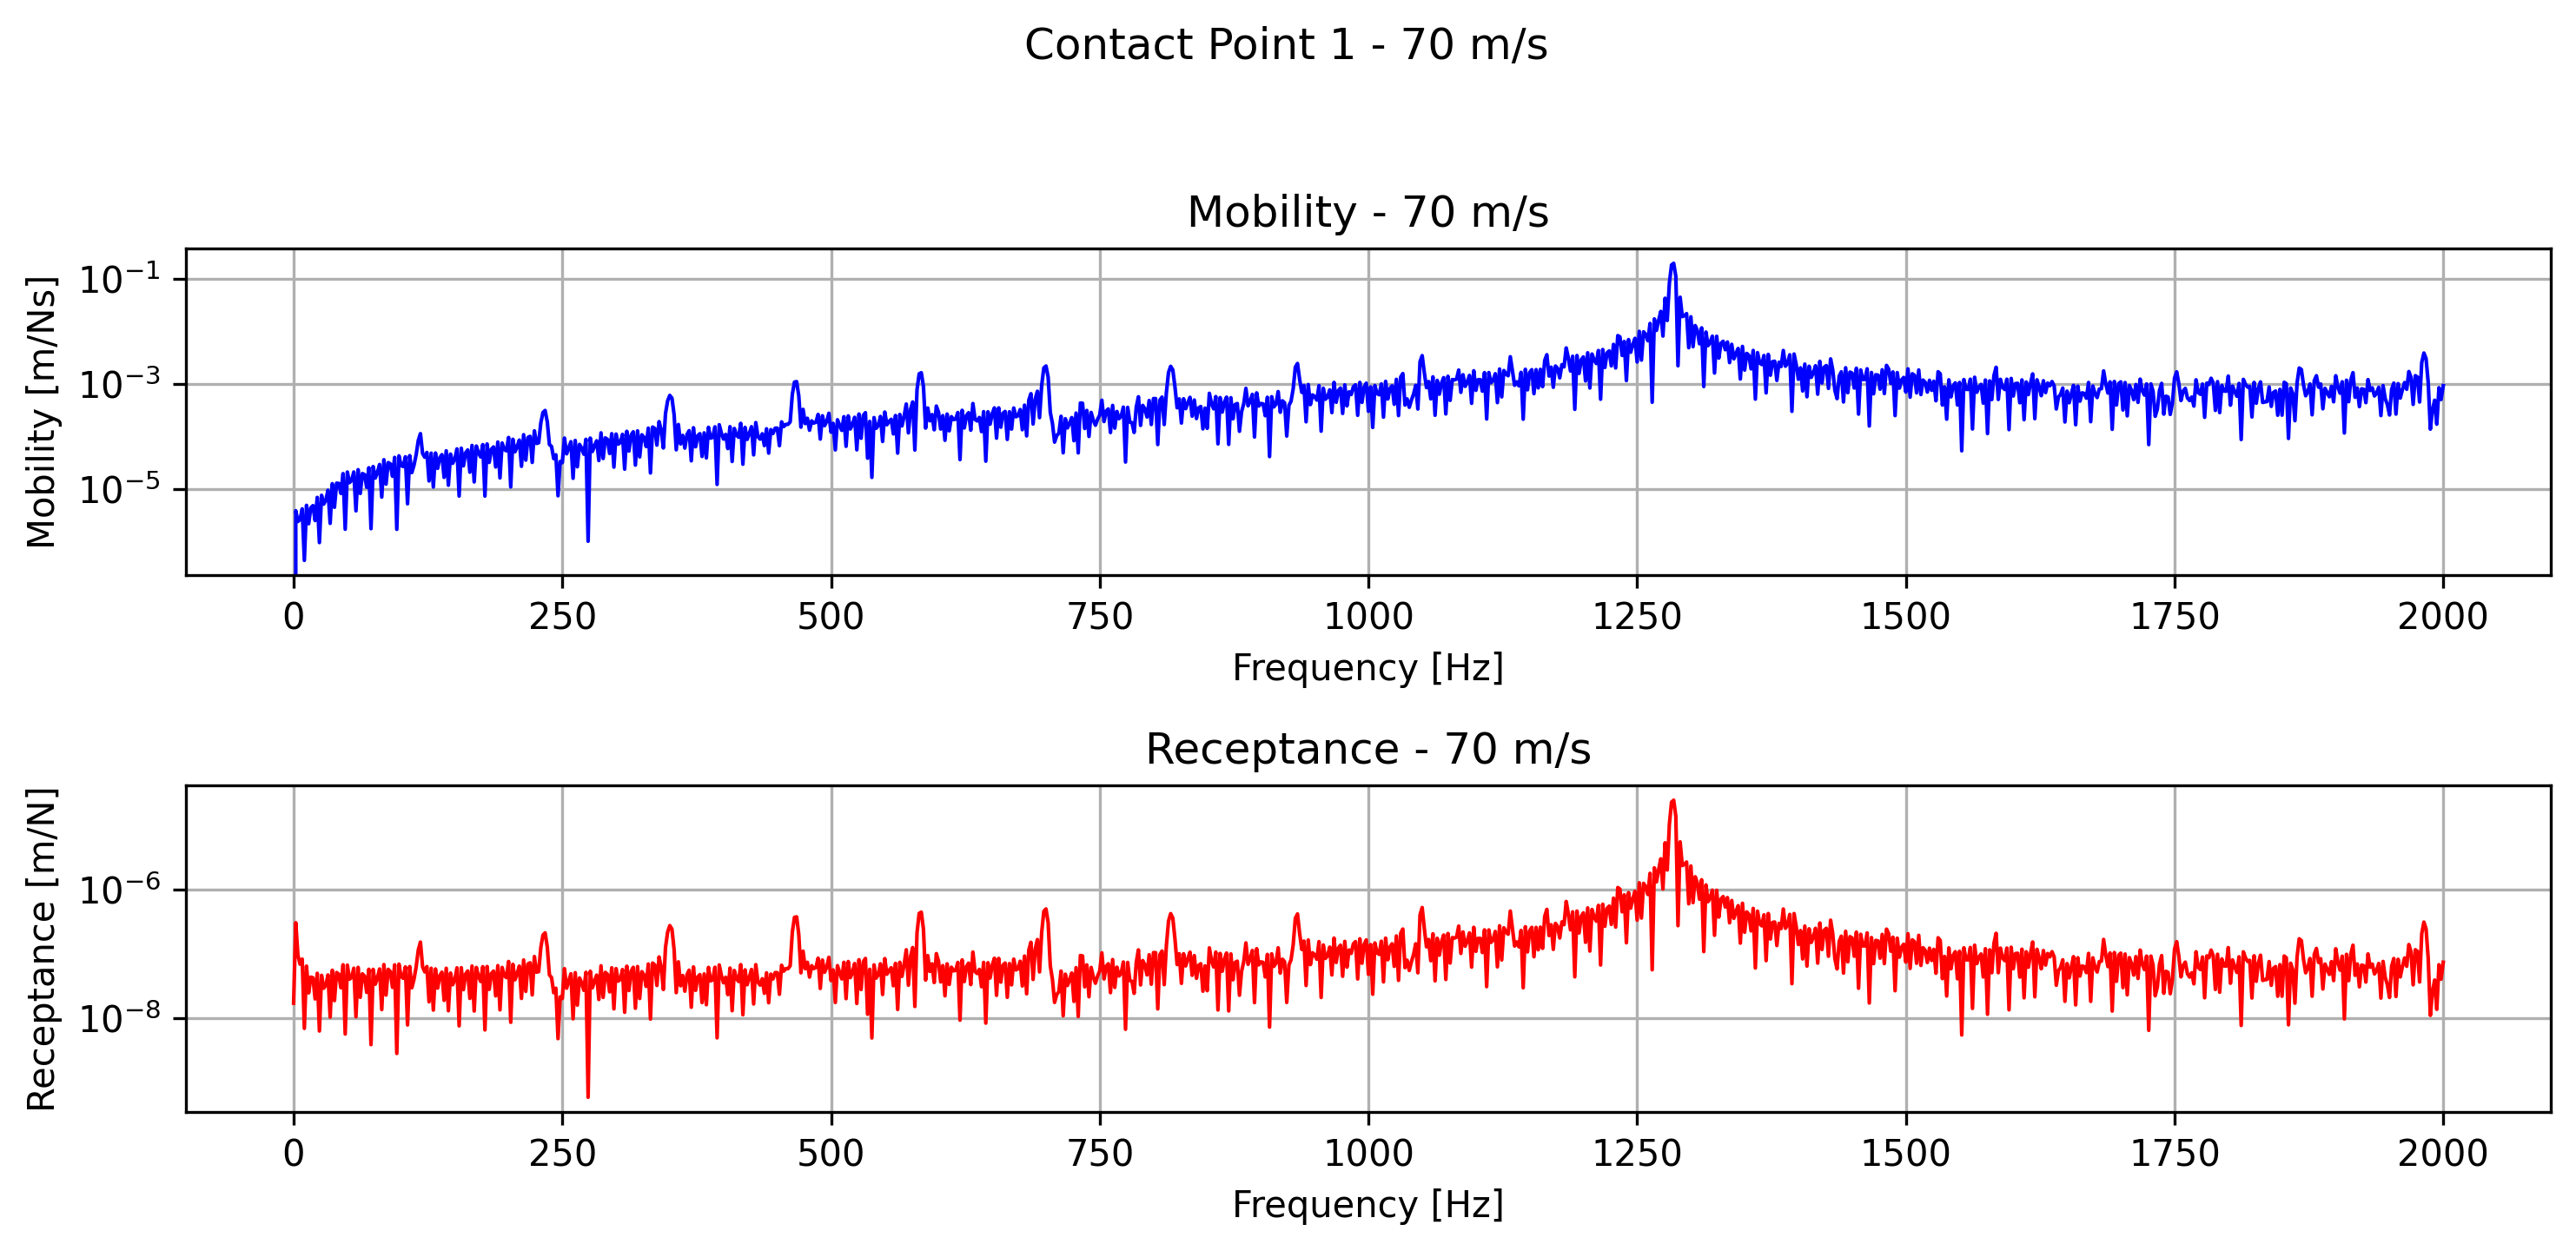 Contact Point 1 - 70 m/s
Mobility - 70 m/s
Mobility [m/Ns]
10⁻¹
10⁻³
10⁻⁵
0 250 500 750 1000 1250 1500 1750 2000
Frequency [Hz]
Receptance - 70 m/s
Receptance [m/N]
10⁻⁶
10⁻⁸
0 250 500 750 1000 1250 1500 1750 2000
Frequency [Hz]